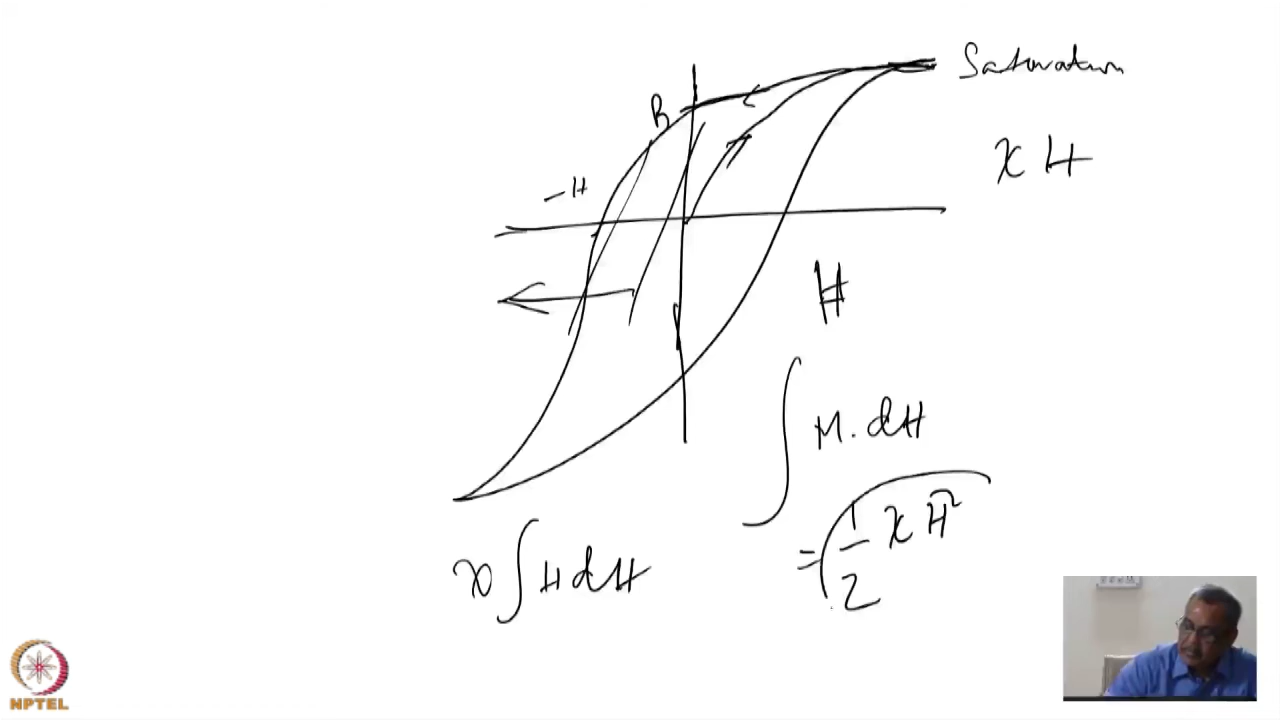 Saturation
B
χ H
-H
H
∫ M. dH
= 1/2 χ H²
χ ∫ H dH
NPTEL